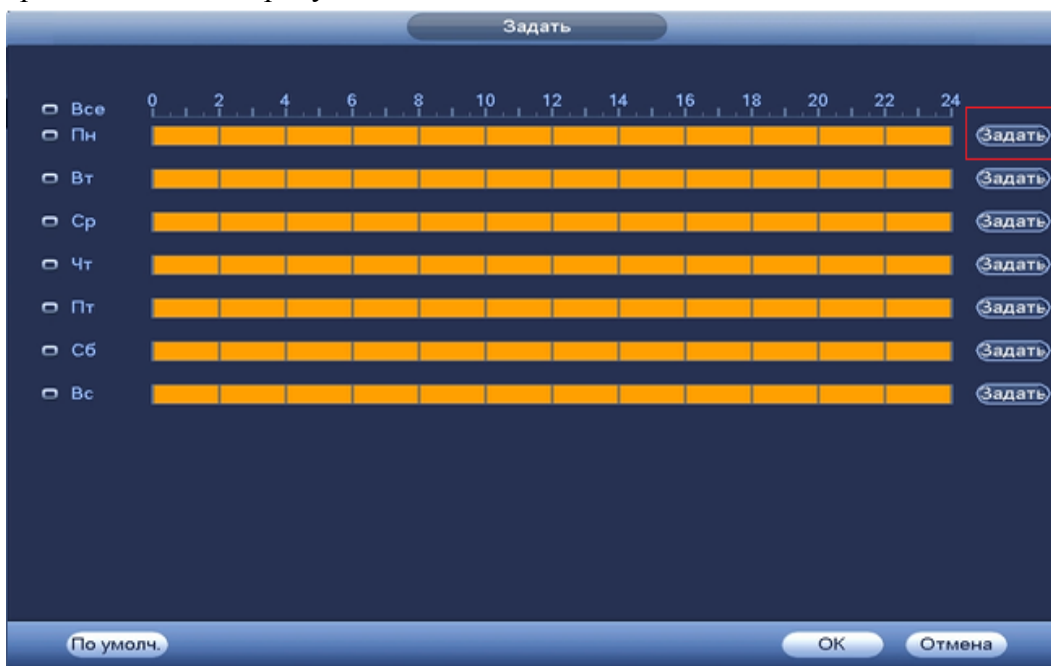 Задать
Все 0 2 4 6 8 10 12 14 16 18 20 22 24
Пн Задать
Вт Задать
Ср Задать
Чт Задать
Пт Задать
Сб Задать
Вс Задать
По умолч. OK Отмена